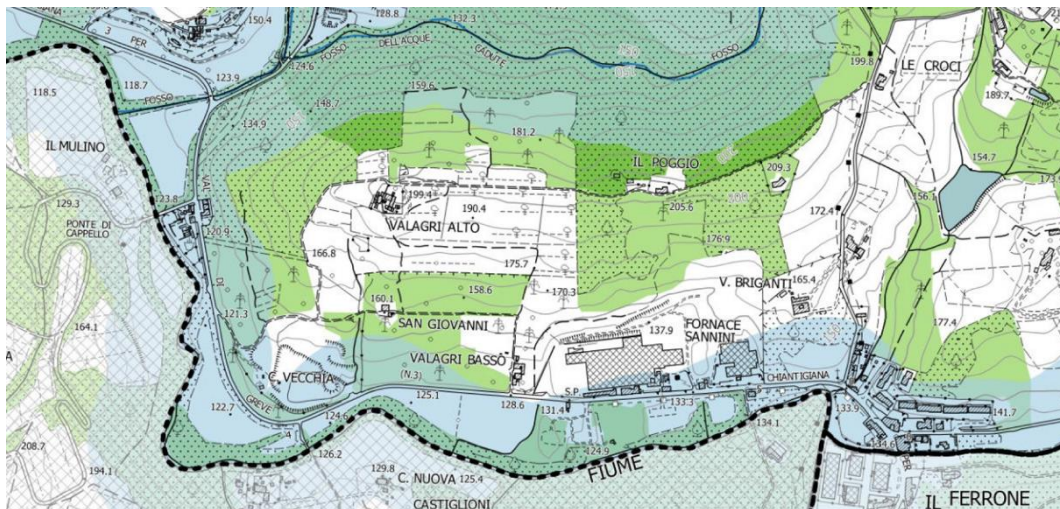 150.4
128.8
132.3
3
PER
FOSSO
DELL'ACQUE
CADUTE
FOSSO
124.6
199.8
LE CROCI
118.7
123.9
118.5
FOSSO
148.7
159.6
189.7
134.9
181.2
IL MULINO
IL POGGIO
154.7
209.3
VAL
199.4
129.3
123.8
190.4
205.6
156.1
PONTE DI
CAPPELLO
VALAGRI ALTO
172.4
120.9
176.9
166.8
175.7
DI
V. BRIGANTI
165.4
160.1
158.6
170.3
121.3
164.1
SAN GIOVANNI
137.9
FORNACE
SANNINI
177.4
VALAGRI BASSO
C. VECCHIA
(N.3)
CHIANTIGIANA
S.P.
125.1
122.7
GREVE
128.6
131.4
133.3
133.9
141.7
124.6
134.1
208.7
126.2
124.9
134.6
PER
194.1
129.8
FIUME
C. NUOVA
125.4
CASTIGLIONI
IL FERRONE